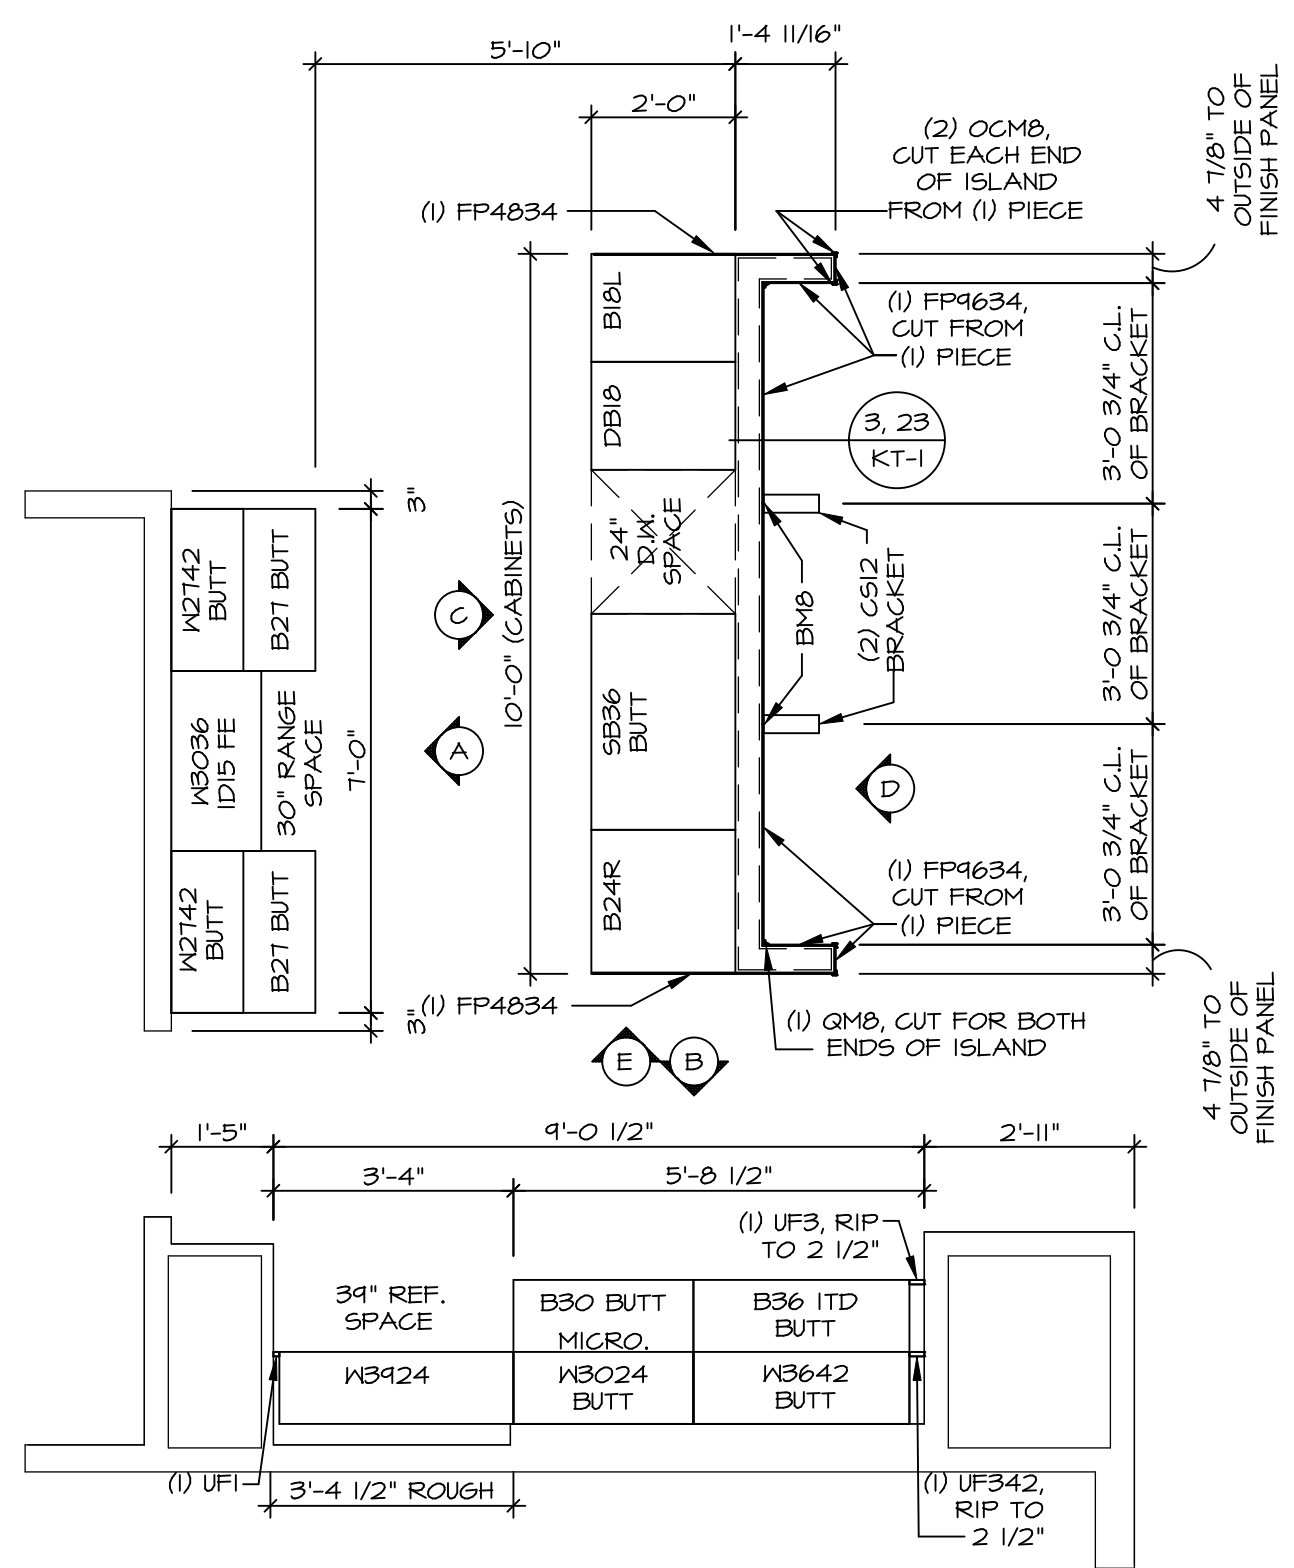 5'-10"
1'-4 11/16"
2'-0"
(2) OCM8,
CUT EACH END
OF ISLAND
FROM (1) PIECE
4 7/8" TO
OUTSIDE OF
FINISH PANEL
(1) FP4834
B18L
(1) FP9634,
CUT FROM
(1) PIECE
3'-0 3/4" C.L.
OF BRACKET
DB18
3, 23
KT-1
3"
10'-0" (CABINETS)
24"
D.W.
SPACE
W2742
BUTT
B27 BUTT
C
BM8
(2) CS12
BRACKET
3'-0 3/4" C.L.
OF BRACKET
W3036
1D15 FE
30" RANGE
SPACE
7'-0"
A
SB36
BUTT
D
3'-0 3/4" C.L.
OF BRACKET
W2742
BUTT
B27 BUTT
B24R
(1) FP9634,
CUT FROM
(1) PIECE
3"
(1) FP4834
(1) QM8, CUT FOR BOTH
ENDS OF ISLAND
E
B
4 7/8" TO
OUTSIDE OF
FINISH PANEL
1'-5"
9'-0 1/2"
2'-11"
3'-4"
5'-8 1/2"
(1) UF3, RIP
TO 2 1/2"
39" REF.
SPACE
B30 BUTT
MICRO.
B36 1TD
BUTT
W3924
W3024
BUTT
W3642
BUTT
(1) UF1
3'-4 1/2" ROUGH
(1) UF342,
RIP TO
2 1/2"